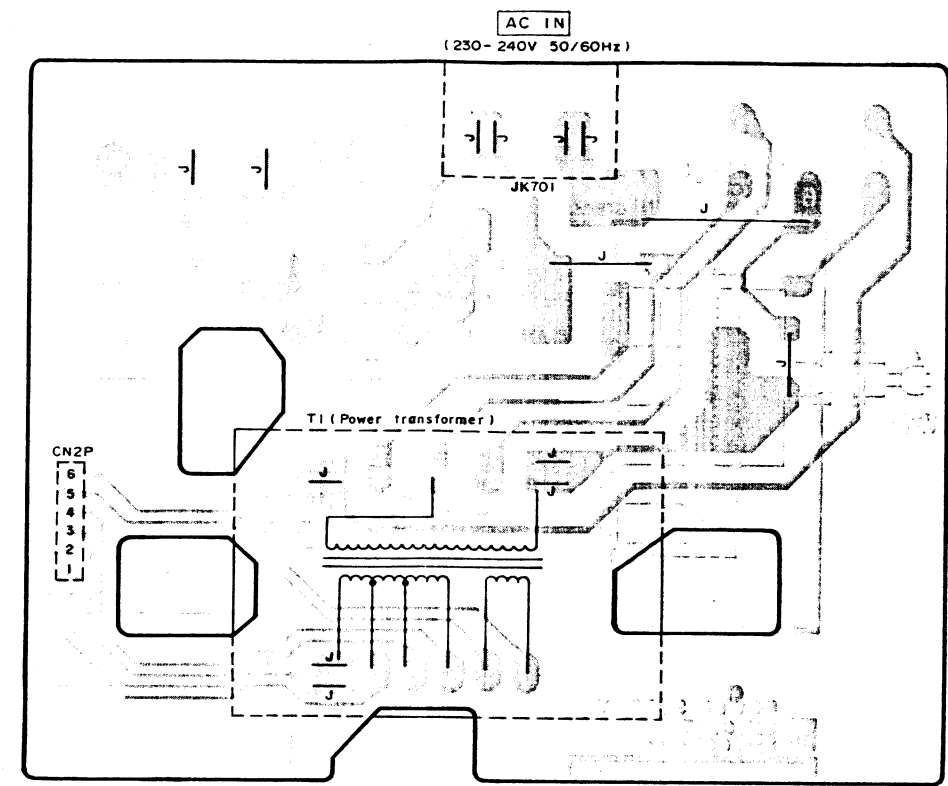 AC IN
(230-240V 50/60Hz)
J J J J
J J
JK701
J
J
J
T1 (Power transformer)
CN2P
6
5
4
3
2
1
J
J
J
J
J